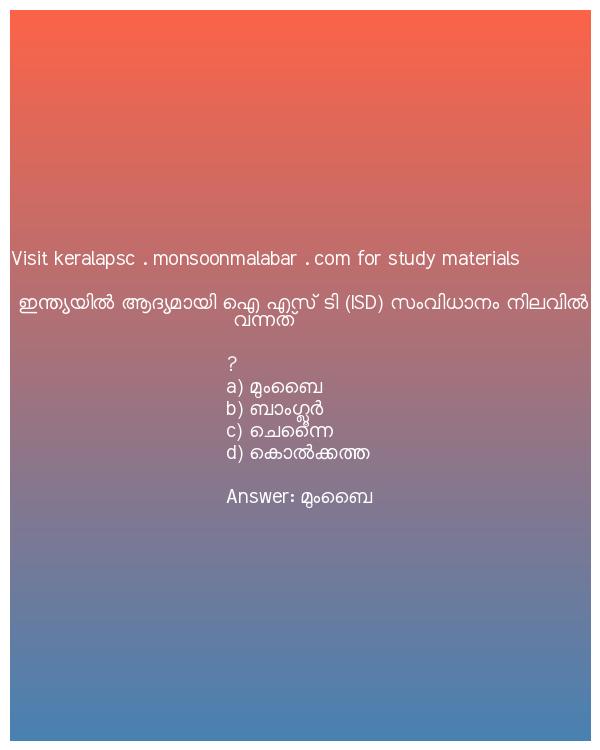 Visit keralapsc . monsoonmalabar . com for study materials
ഇന്ത്യയിൽ ആദ്യമായി ഐ എസ് ടി (ISD) സംവിധാനം നിലവിൽ
വന്നത്
?
a) മുംബൈ
b) ബാംഗ്ലൂർ
c) ചെന്നൈ
d) കൊൽക്കത്ത
Answer: മുംബൈ